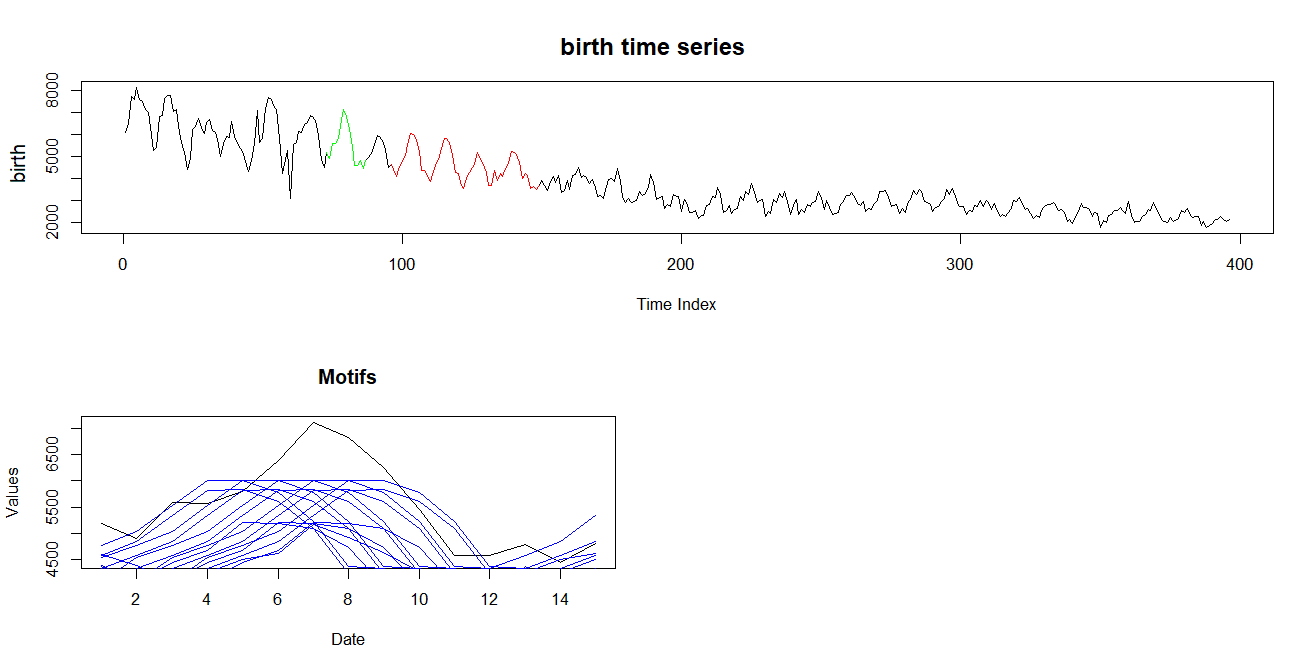 birth time series
birth
8000
5000
2000
0 100 200 300 400
Time Index
Motifs
Values
6500
5500
4500
2 4 6 8 10 12 14
Date